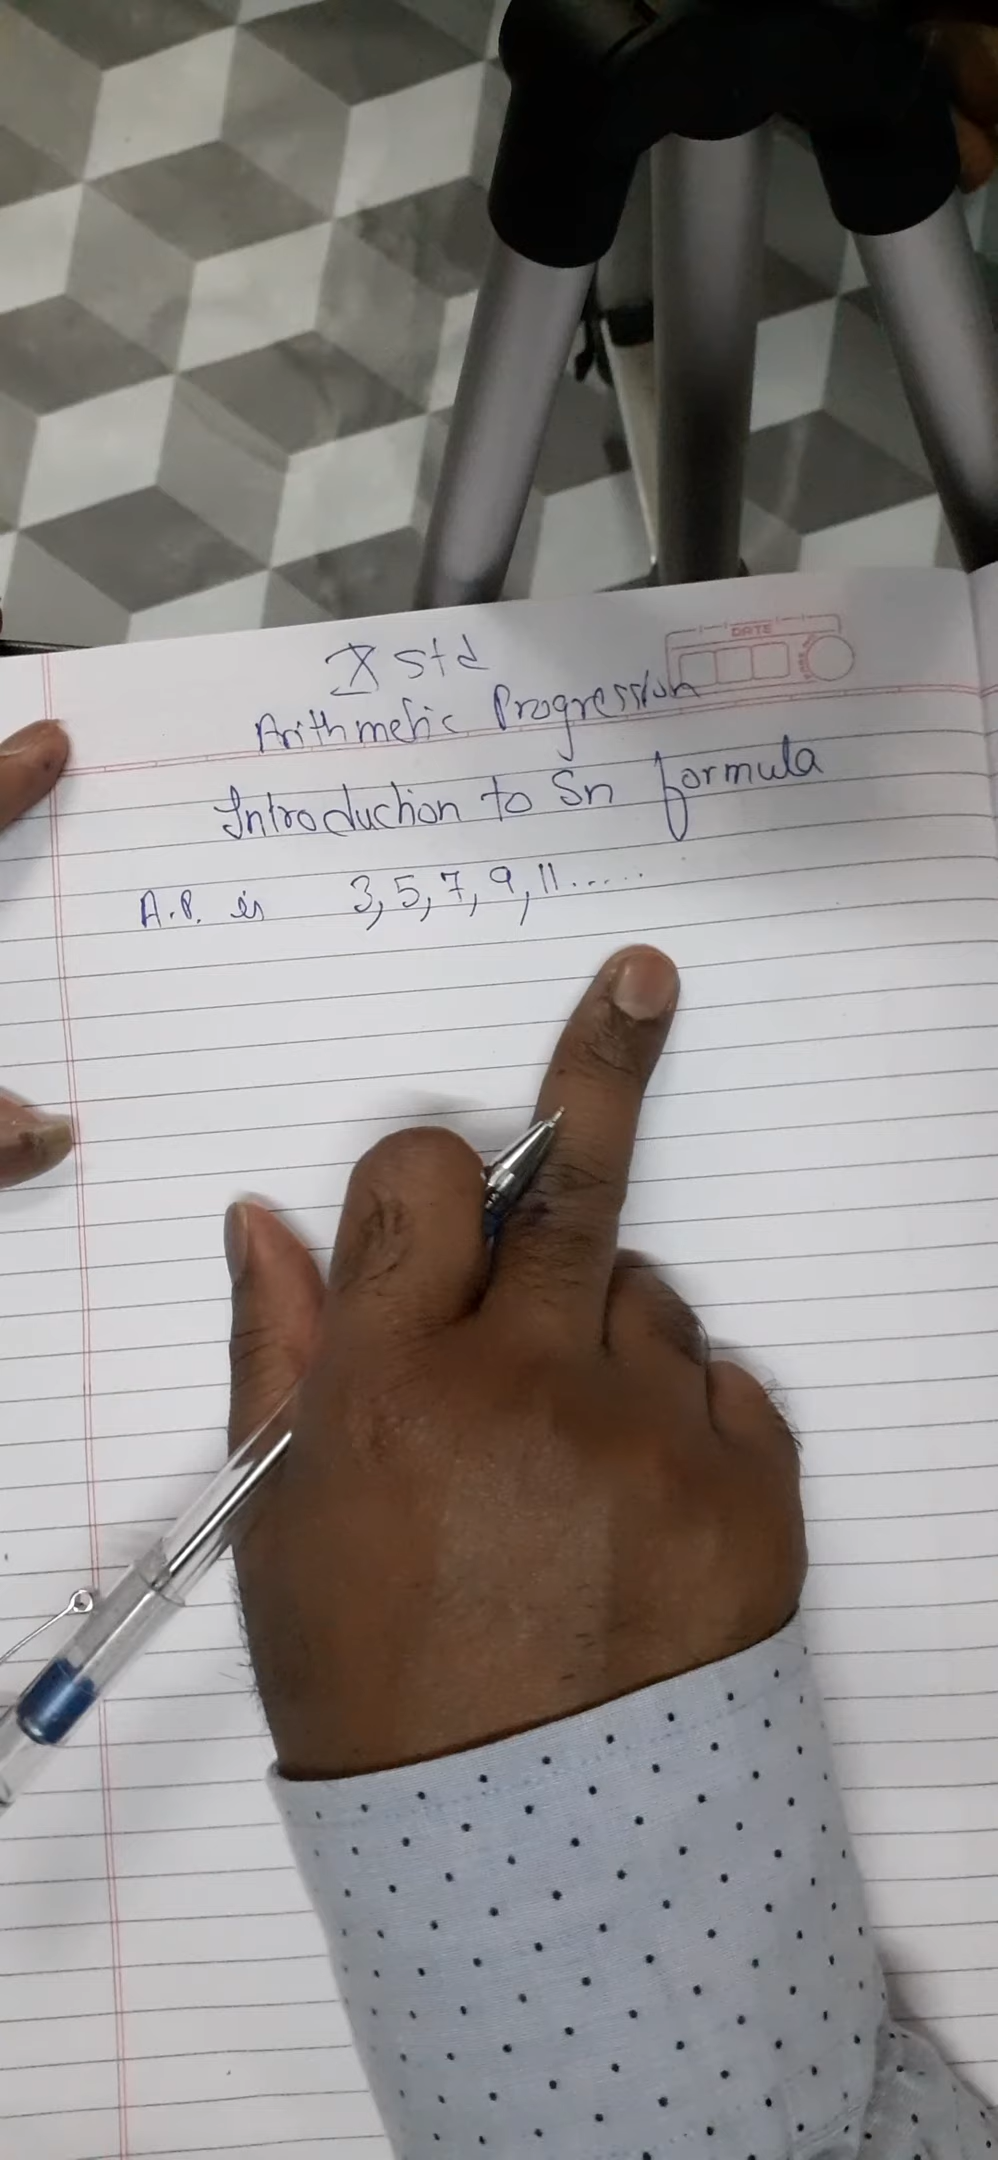 X std
DATE
Arithmetic Progression
Introduction to Sn formula
A.P. is 3, 5, 7, 9, 11......